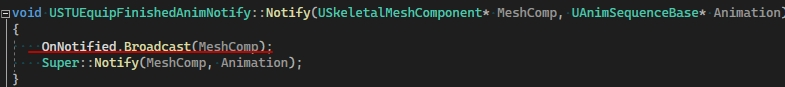 void USTUEquipFinishedAnimNotify::Notify(USkeletalMeshComponent* MeshComp, UAnimSequenceBase* Animation)
{
    OnNotified.Broadcast(MeshComp);
    Super::Notify(MeshComp, Animation);
}